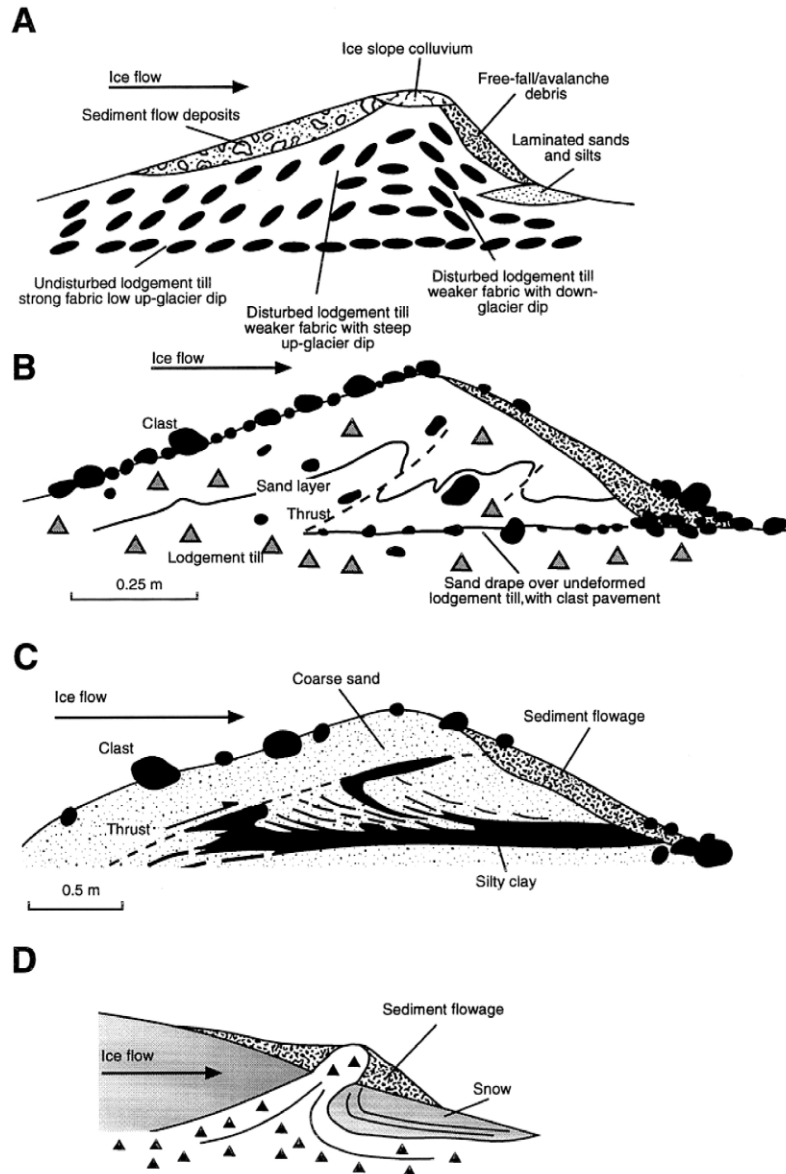 A
Ice slope colluvium
Ice flow
Free-fall/avalanche
debris
Sediment flow deposits
Laminated sands
and silts
Undisturbed lodgement till
strong fabric low up-glacier dip
Disturbed lodgement till
weaker fabric with steep
up-glacier dip
Disturbed lodgement till
weaker fabric with down-
glacier dip
B
Ice flow
Clast
Sand layer
Thrust
Lodgement till
0.25 m
Sand drape over undeformed
lodgement till,with clast pavement
C
Coarse sand
Ice flow
Sediment flowage
Clast
Thrust
Silty clay
0.5 m
D
Sediment flowage
Ice flow
Snow